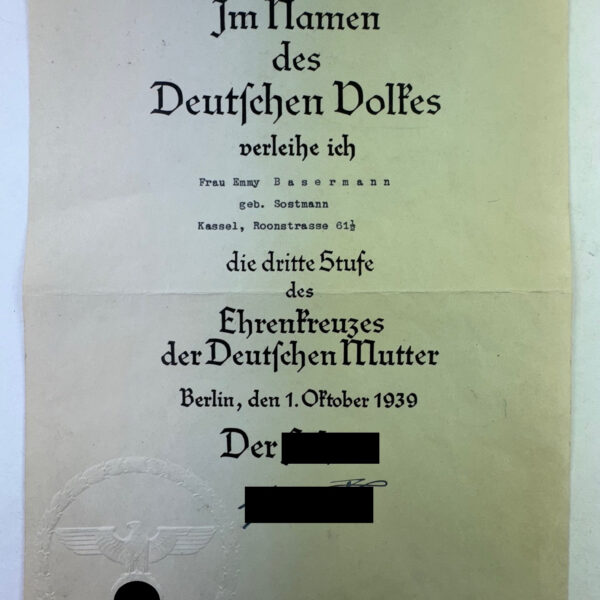 Im Namen
des
Deutſchen Volkes
verleihe ich
Frau Emmy Basermann
geb. Sostmann
Kassel, Roonstrasse 61½
die dritte Stufe
des
Ehrenkreuzes
der Deutſchen Mutter
Berlin, den 1. Oktober 1939
Der